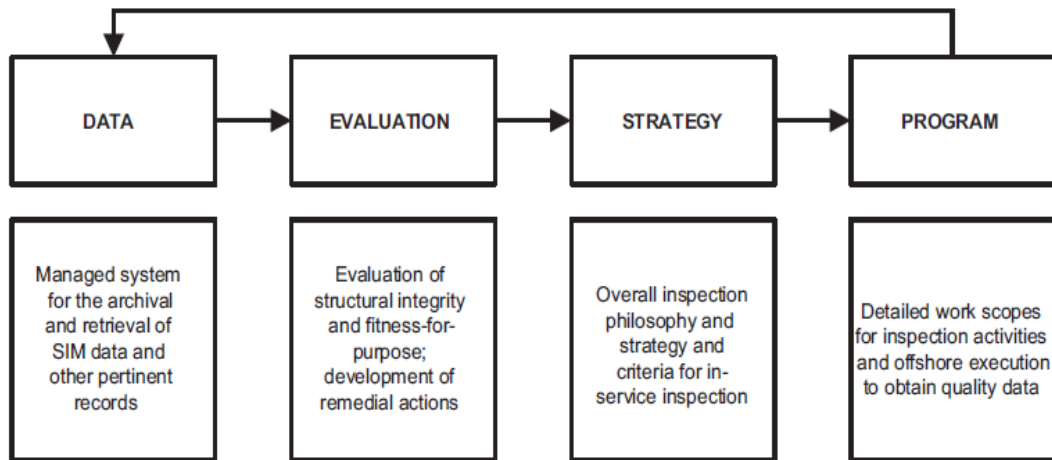 DATA
EVALUATION
STRATEGY
PROGRAM
Managed system
for the archival
and retrieval of
SIM data and
other pertinent
records
Evaluation of
structural integrity
and fitness-for-
purpose;
development of
remedial actions
Overall inspection
philosophy and
strategy and
criteria for in-
service inspection
Detailed work scopes
for inspection activities
and offshore execution
to obtain quality data